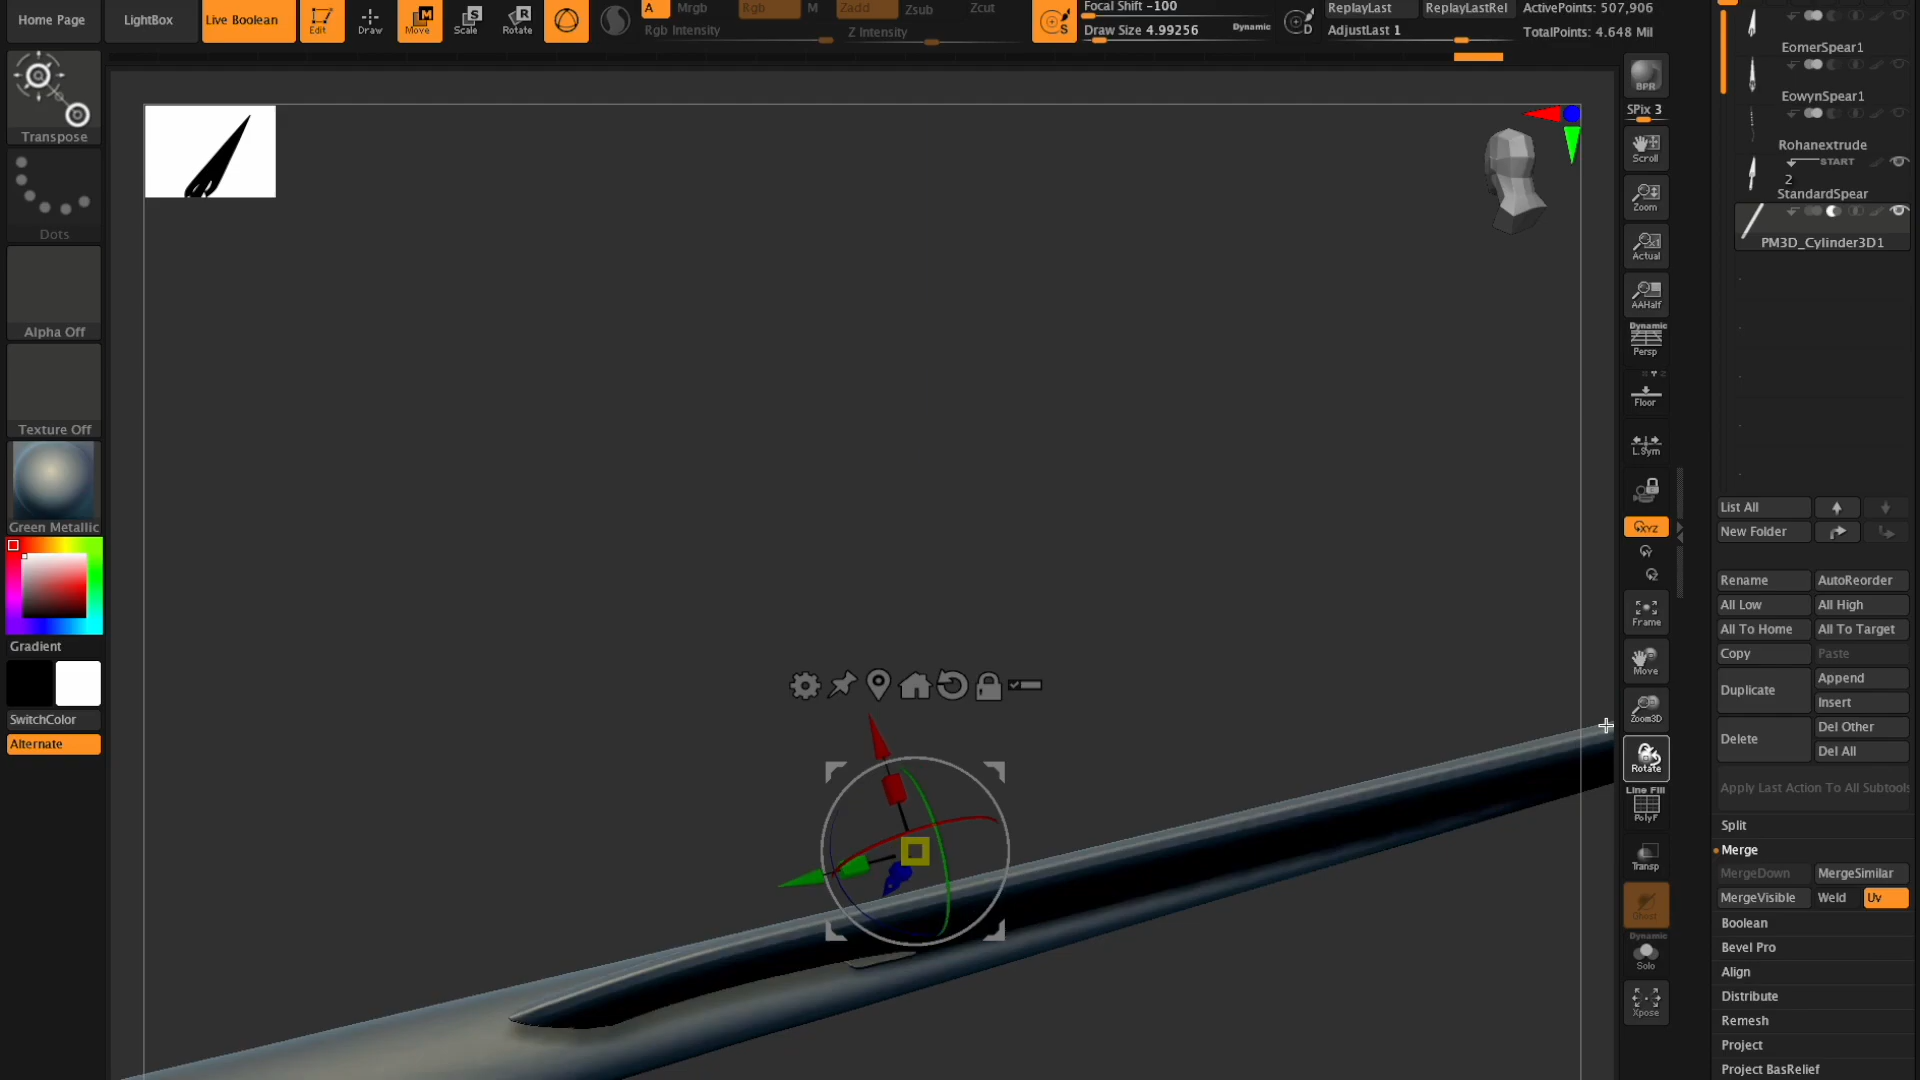 Home Page
LightBox
Live Boolean
Edit
Draw
Move
Scale
Rotate
A
Mrgb
Rgb
M
Rgb Intensity
Zadd
Zsub
Zcut
Z Intensity
S
Focal Shift -100
Draw Size 4.99256
Dynamic
D
ReplayLast
ReplayLastRel
AdjustLast 1
ActivePoints: 507,906
TotalPoints: 4.648 Mil
Transpose
Dots
Alpha Off
Texture Off
Green Metallic
Gradient
SwitchColor
Alternate
BPR
SPix 3
Scroll
Zoom
Actual
AAHalf
Dynamic
Persp
Floor
L.Sym
XYZ
Y
Z
Frame
Move
Zoom3D
Rotate
Line Fill
PolyF
Transp
Ghost
Dynamic
Solo
Xpose
EomerSpear1
EowynSpear1
Rohanextrude
START
2
StandardSpear
PM3D_Cylinder3D1
List All
New Folder
Rename
AutoReorder
All Low
All High
All To Home
All To Target
Copy
Paste
Duplicate
Append
Insert
Delete
Del Other
Del All
Apply Last Action To All Subtools
Split
Merge
MergeDown
MergeSimilar
MergeVisible
Weld
Uv
Boolean
Bevel Pro
Align
Distribute
Remesh
Project
Project BasRelief